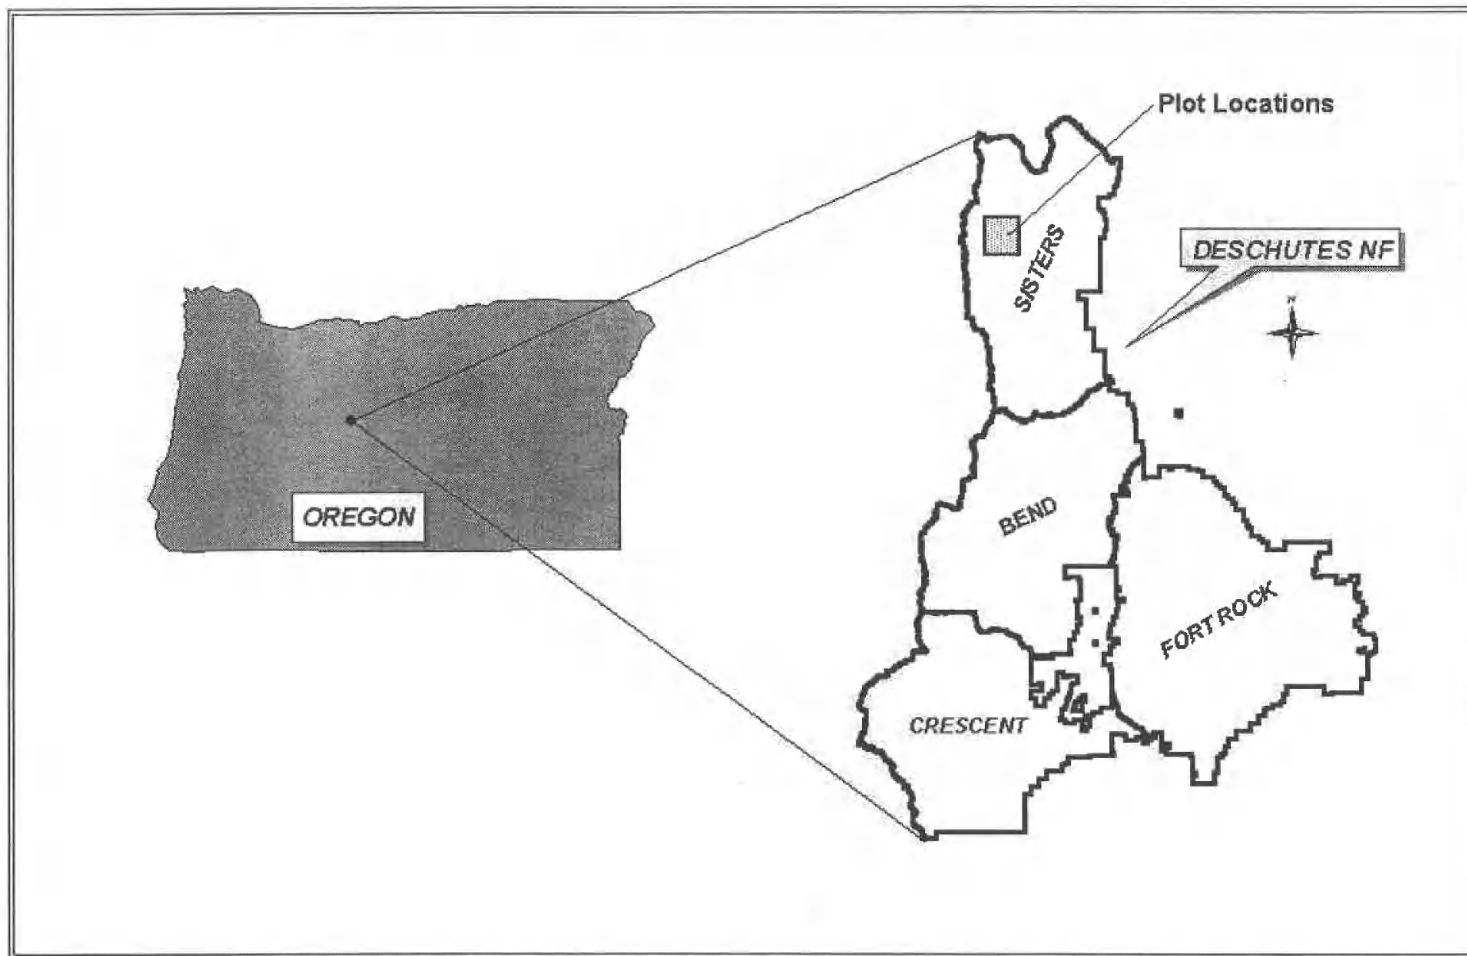 Plot Locations
SISTERS
DESCHUTES NF
N
OREGON
BEND
FORT ROCK
CRESCENT